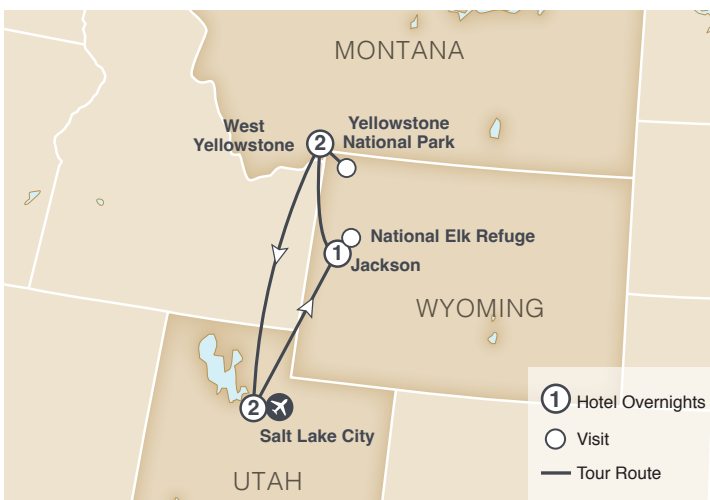 MONTANA
West
Yellowstone
2
Yellowstone
National Park
National Elk Refuge
1
Jackson
WYOMING
2
Salt Lake City
UTAH
1 Hotel Overnights
Visit
Tour Route